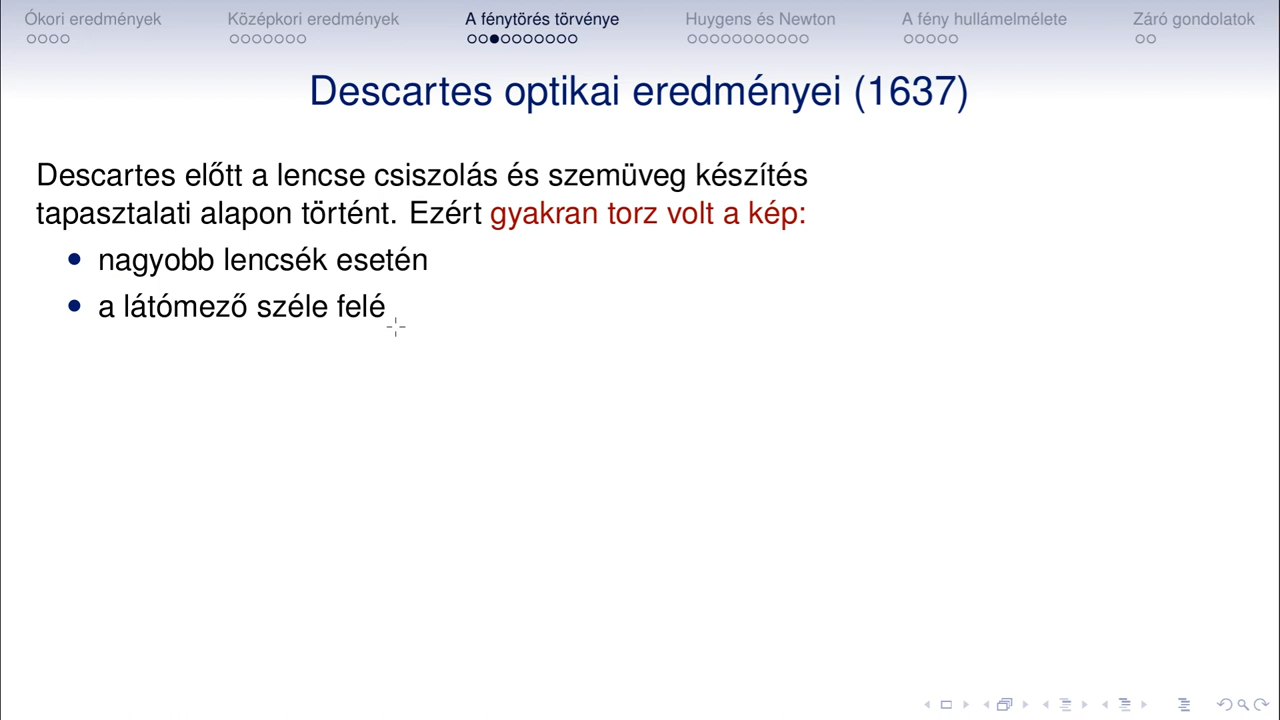 Ókori eredmények Középkori eredmények A fénytörés törvénye Huygens és Newton A fény hullámelmélete Záró gondolatok
Descartes optikai eredményei (1637)
Descartes előtt a lencse csiszolás és szemüveg készítés
tapasztalati alapon történt. Ezért gyakran torz volt a kép:
• nagyobb lencsék esetén
• a látómező széle felé